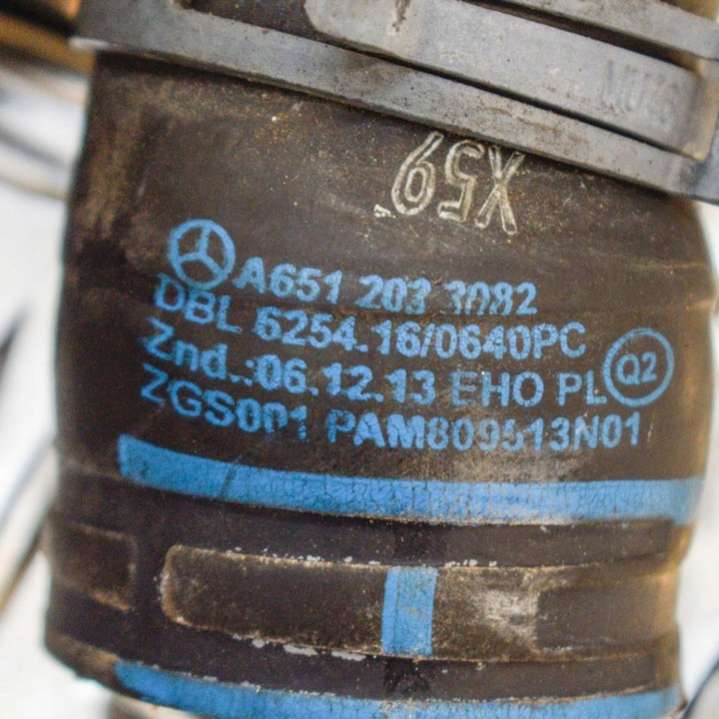 X59
A651 203 3082
DBL 6254.16/0640PC
Znd.:06.12.13 EHO PL Q2
ZGS001 PAM809513N01